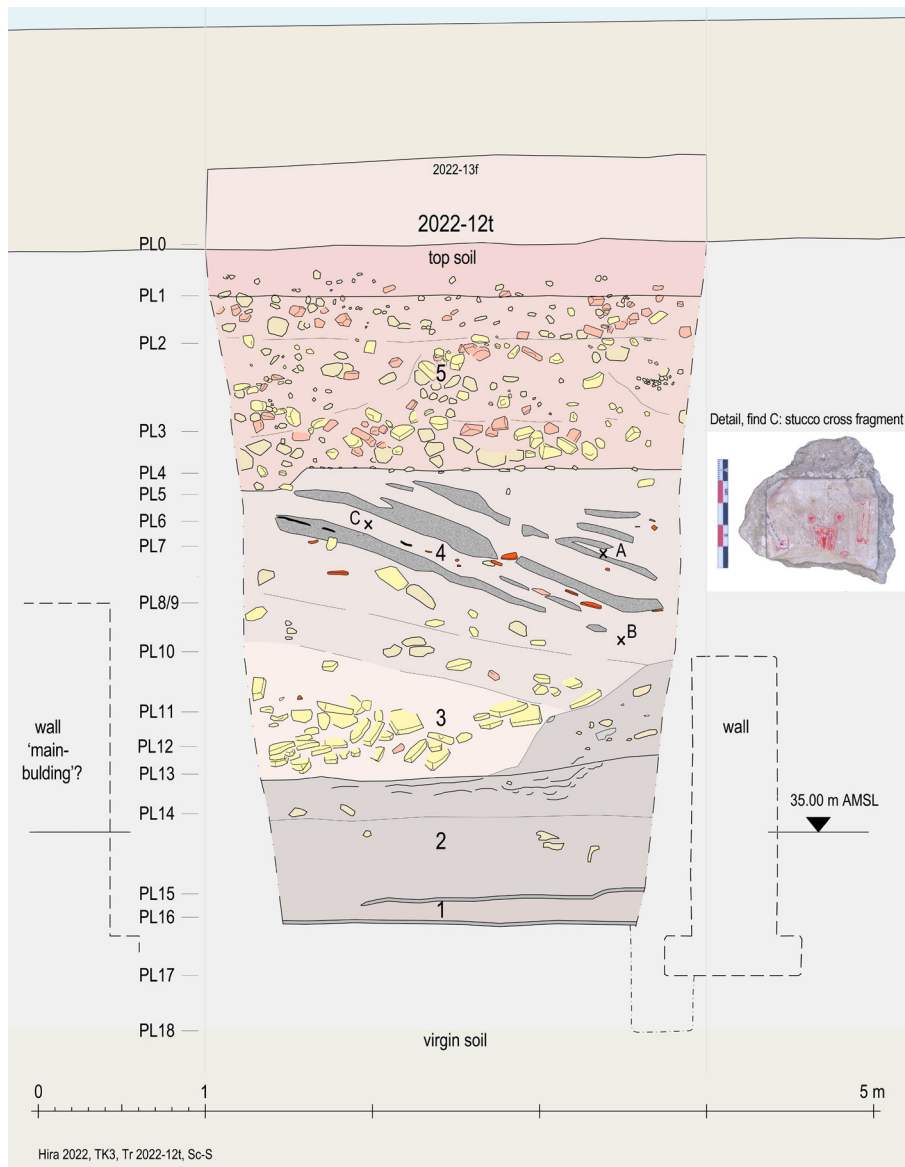 2022-13f
2022-12t
PL0
top soil
PL1
PL2
5
PL3
Detail, find C: stucco cross fragment
PL4
PL5
PL6
C
PL7
4
A
PL8/9
B
PL10
PL11
3
wall
'main-
bulding'?
wall
PL12
PL13
35.00 m AMSL
PL14
2
PL15
1
PL16
PL17
PL18
virgin soil
0
1
5 m
Hira 2022, TK3, Tr 2022-12t, Sc-S